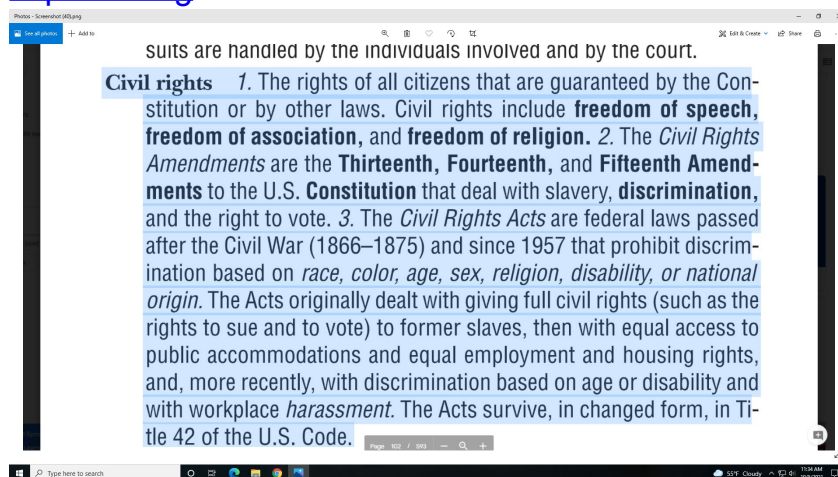 Photos - Screenshot (40).png
See all photos + Add to Edit & Create Share
suits are handled by the individuals involved and by the court.
Civil rights 1. The rights of all citizens that are guaranteed by the Con-
stitution or by other laws. Civil rights include freedom of speech,
freedom of association, and freedom of religion. 2. The Civil Rights
Amendments are the Thirteenth, Fourteenth, and Fifteenth Amend-
ments to the U.S. Constitution that deal with slavery, discrimination,
and the right to vote. 3. The Civil Rights Acts are federal laws passed
after the Civil War (1866–1875) and since 1957 that prohibit discrim-
ination based on race, color, age, sex, religion, disability, or national
origin. The Acts originally dealt with giving full civil rights (such as the
rights to sue and to vote) to former slaves, then with equal access to
public accommodations and equal employment and housing rights,
and, more recently, with discrimination based on age or disability and
with workplace harassment. The Acts survive, in changed form, in Ti-
tle 42 of the U.S. Code.
Page 102 / 593 — +
Type here to search 55°F Cloudy 11:34 AM